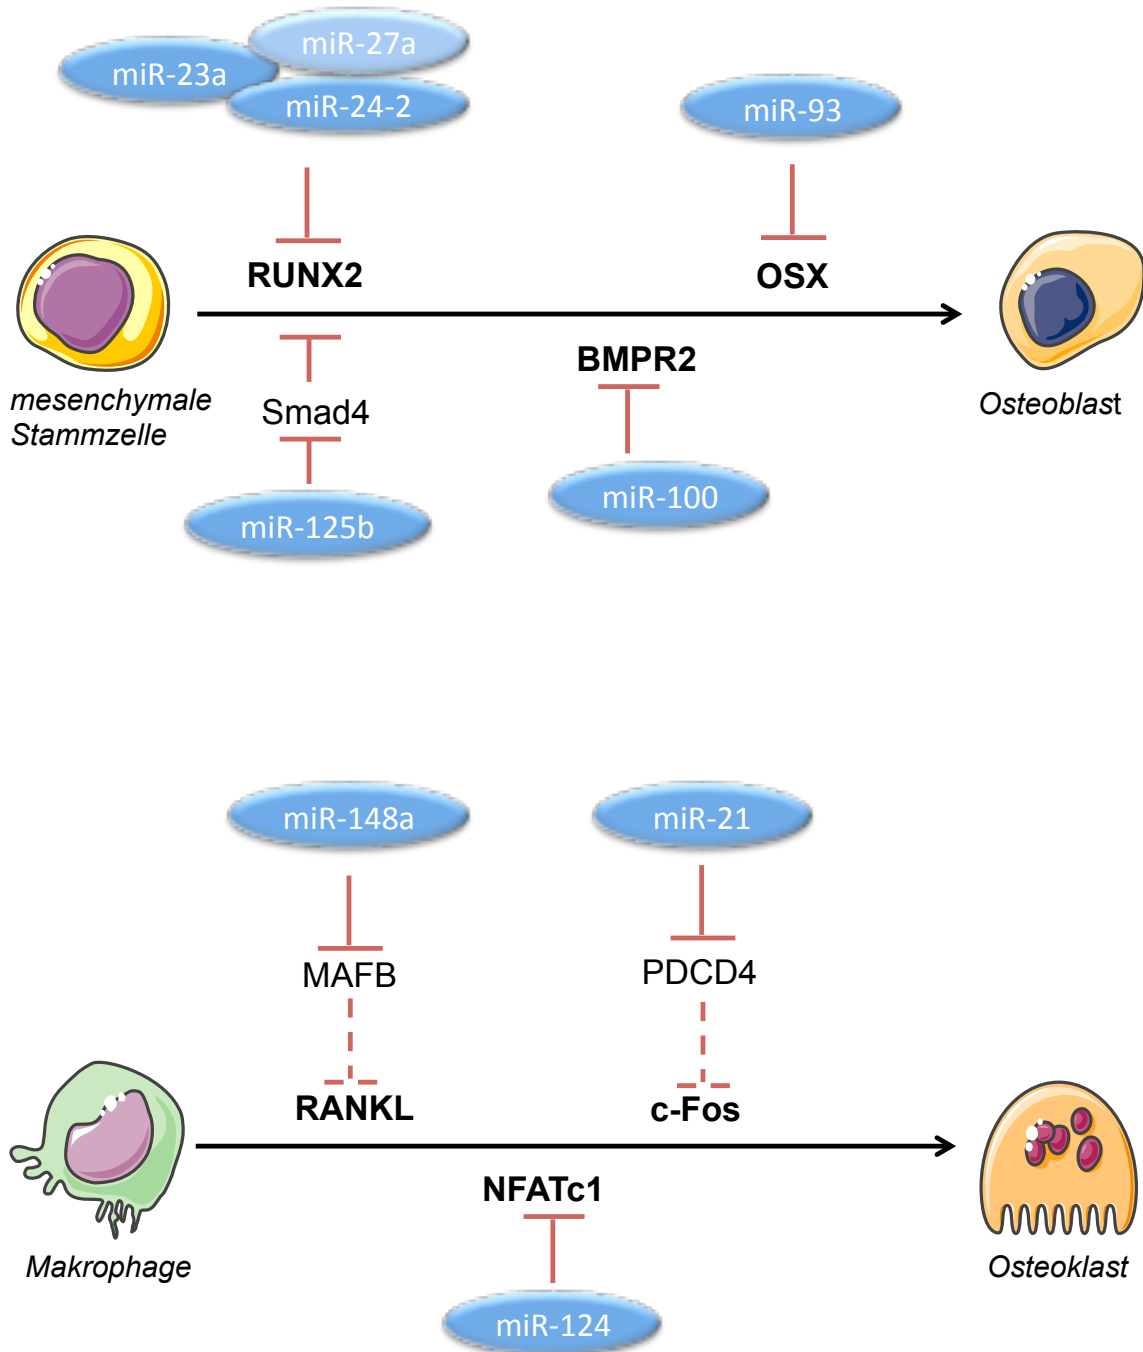 miR-27a
miR-23a
miR-24-2
miR-93
RUNX2
OSX
BMPR2
mesenchymale
Stammzelle
Smad4
Osteoblast
miR-125b
miR-100
miR-148a
miR-21
MAFB
PDCD4
RANKL
c-Fos
NFATc1
Makrophage
Osteoklast
miR-124